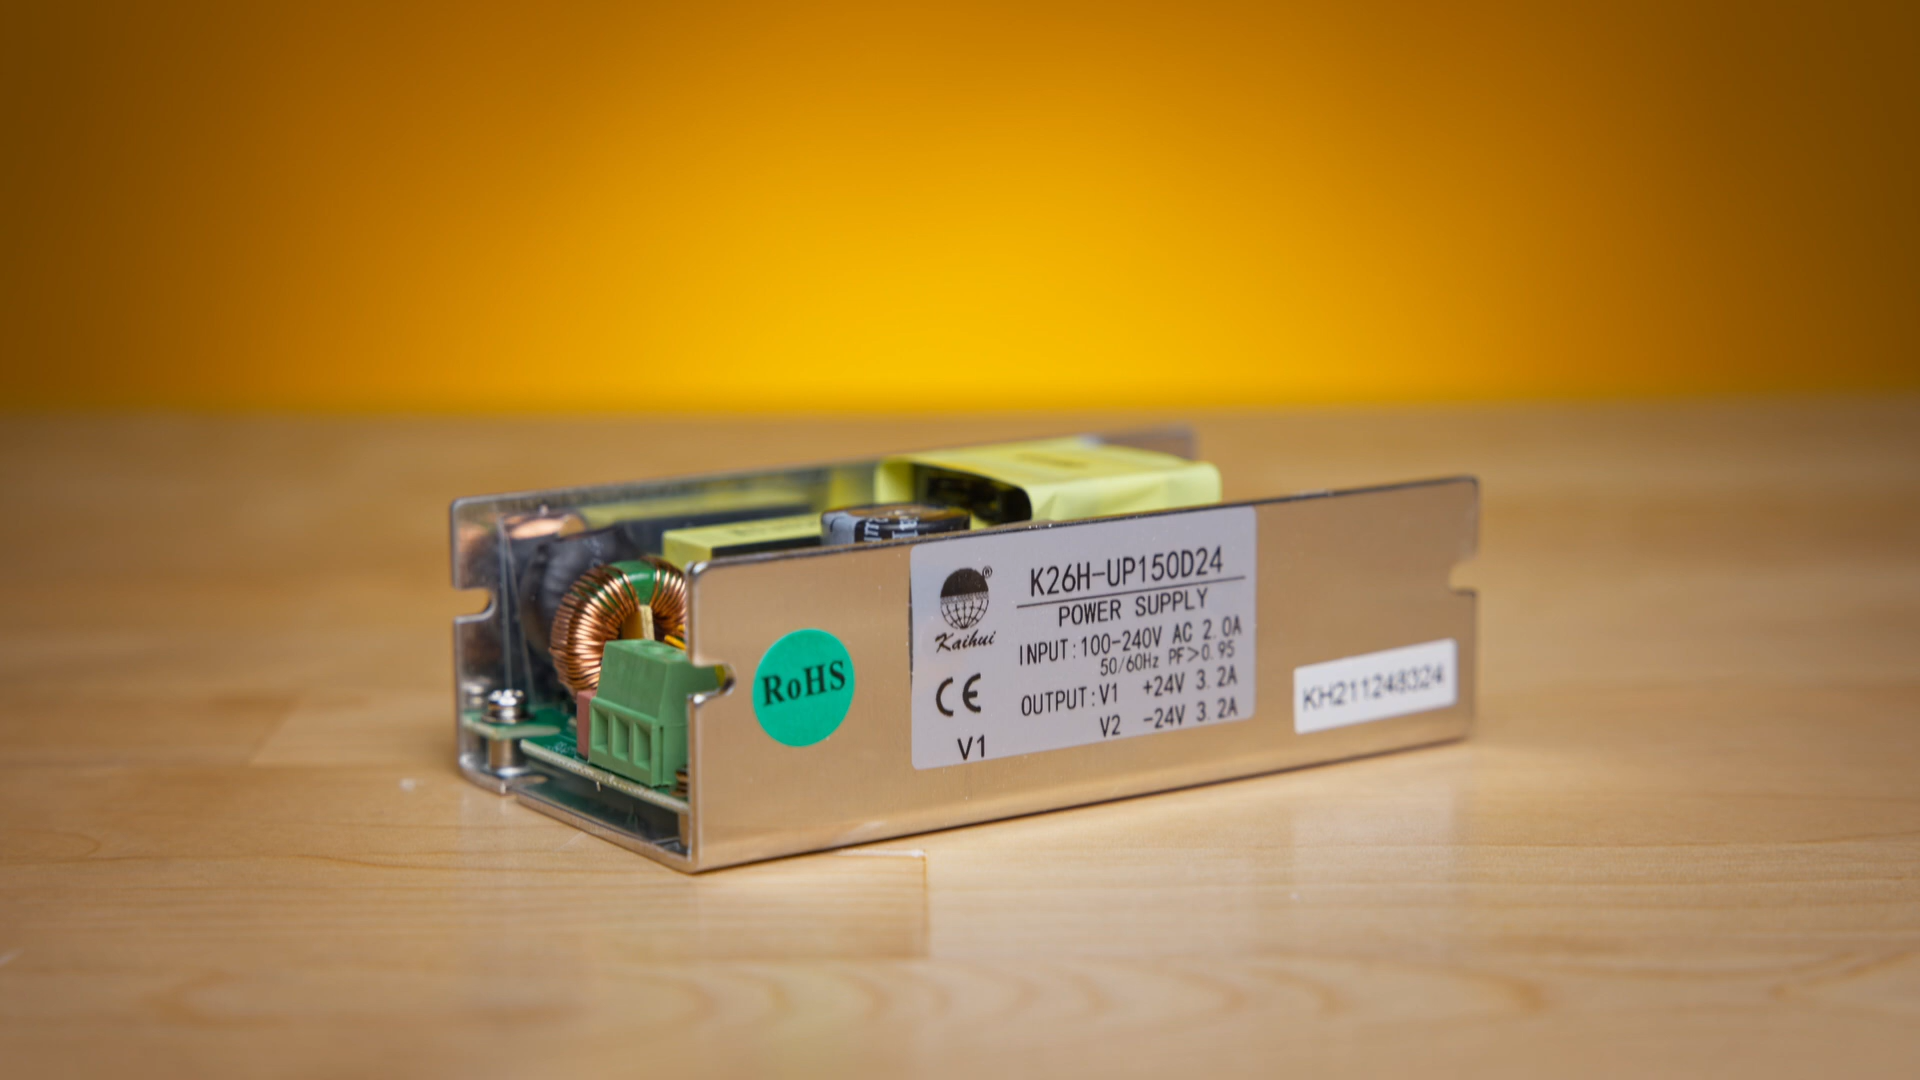 RoHS
®
Kaihui
K26H-UP150D24
POWER SUPPLY
INPUT:100-240V AC 2.0A
50/60Hz PF>0.95
OUTPUT:V1 +24V 3.2A
V2 -24V 3.2A
CE
V1
KH211248324